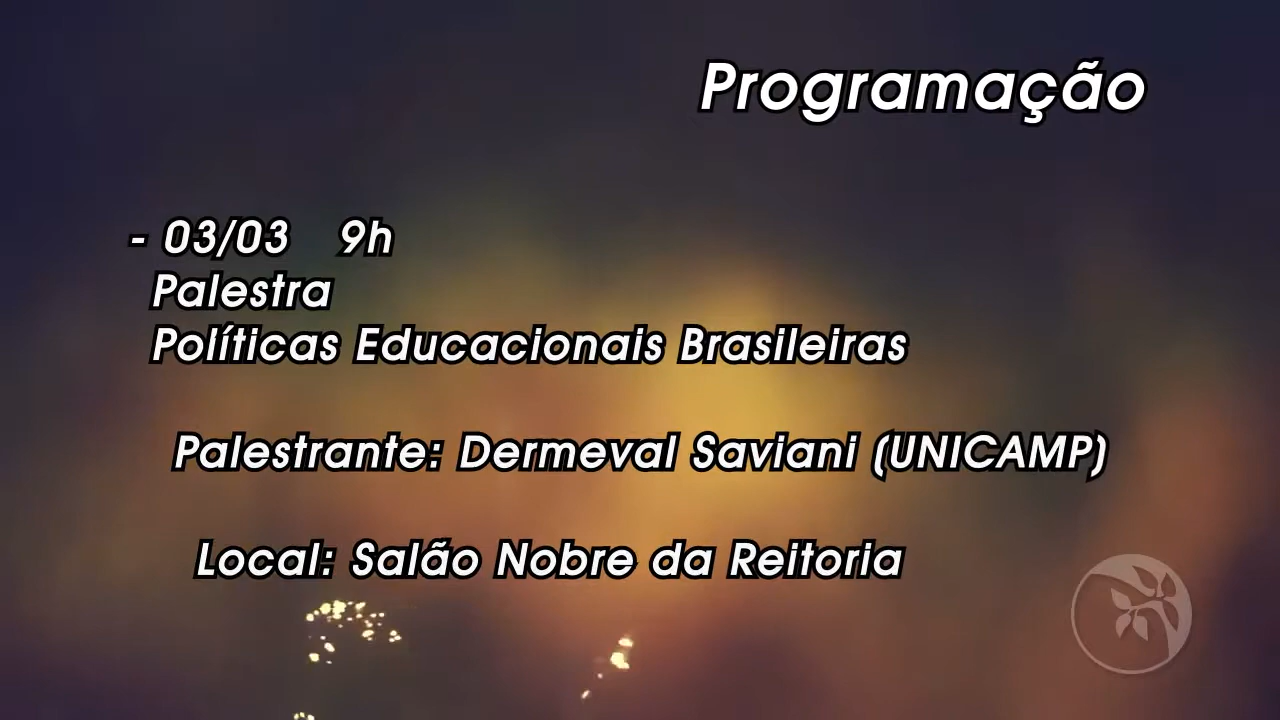 Programação
- 03/03 9h
Palestra
Políticas Educacionais Brasileiras
Palestrante: Dermeval Saviani (UNICAMP)
Local: Salão Nobre da Reitoria